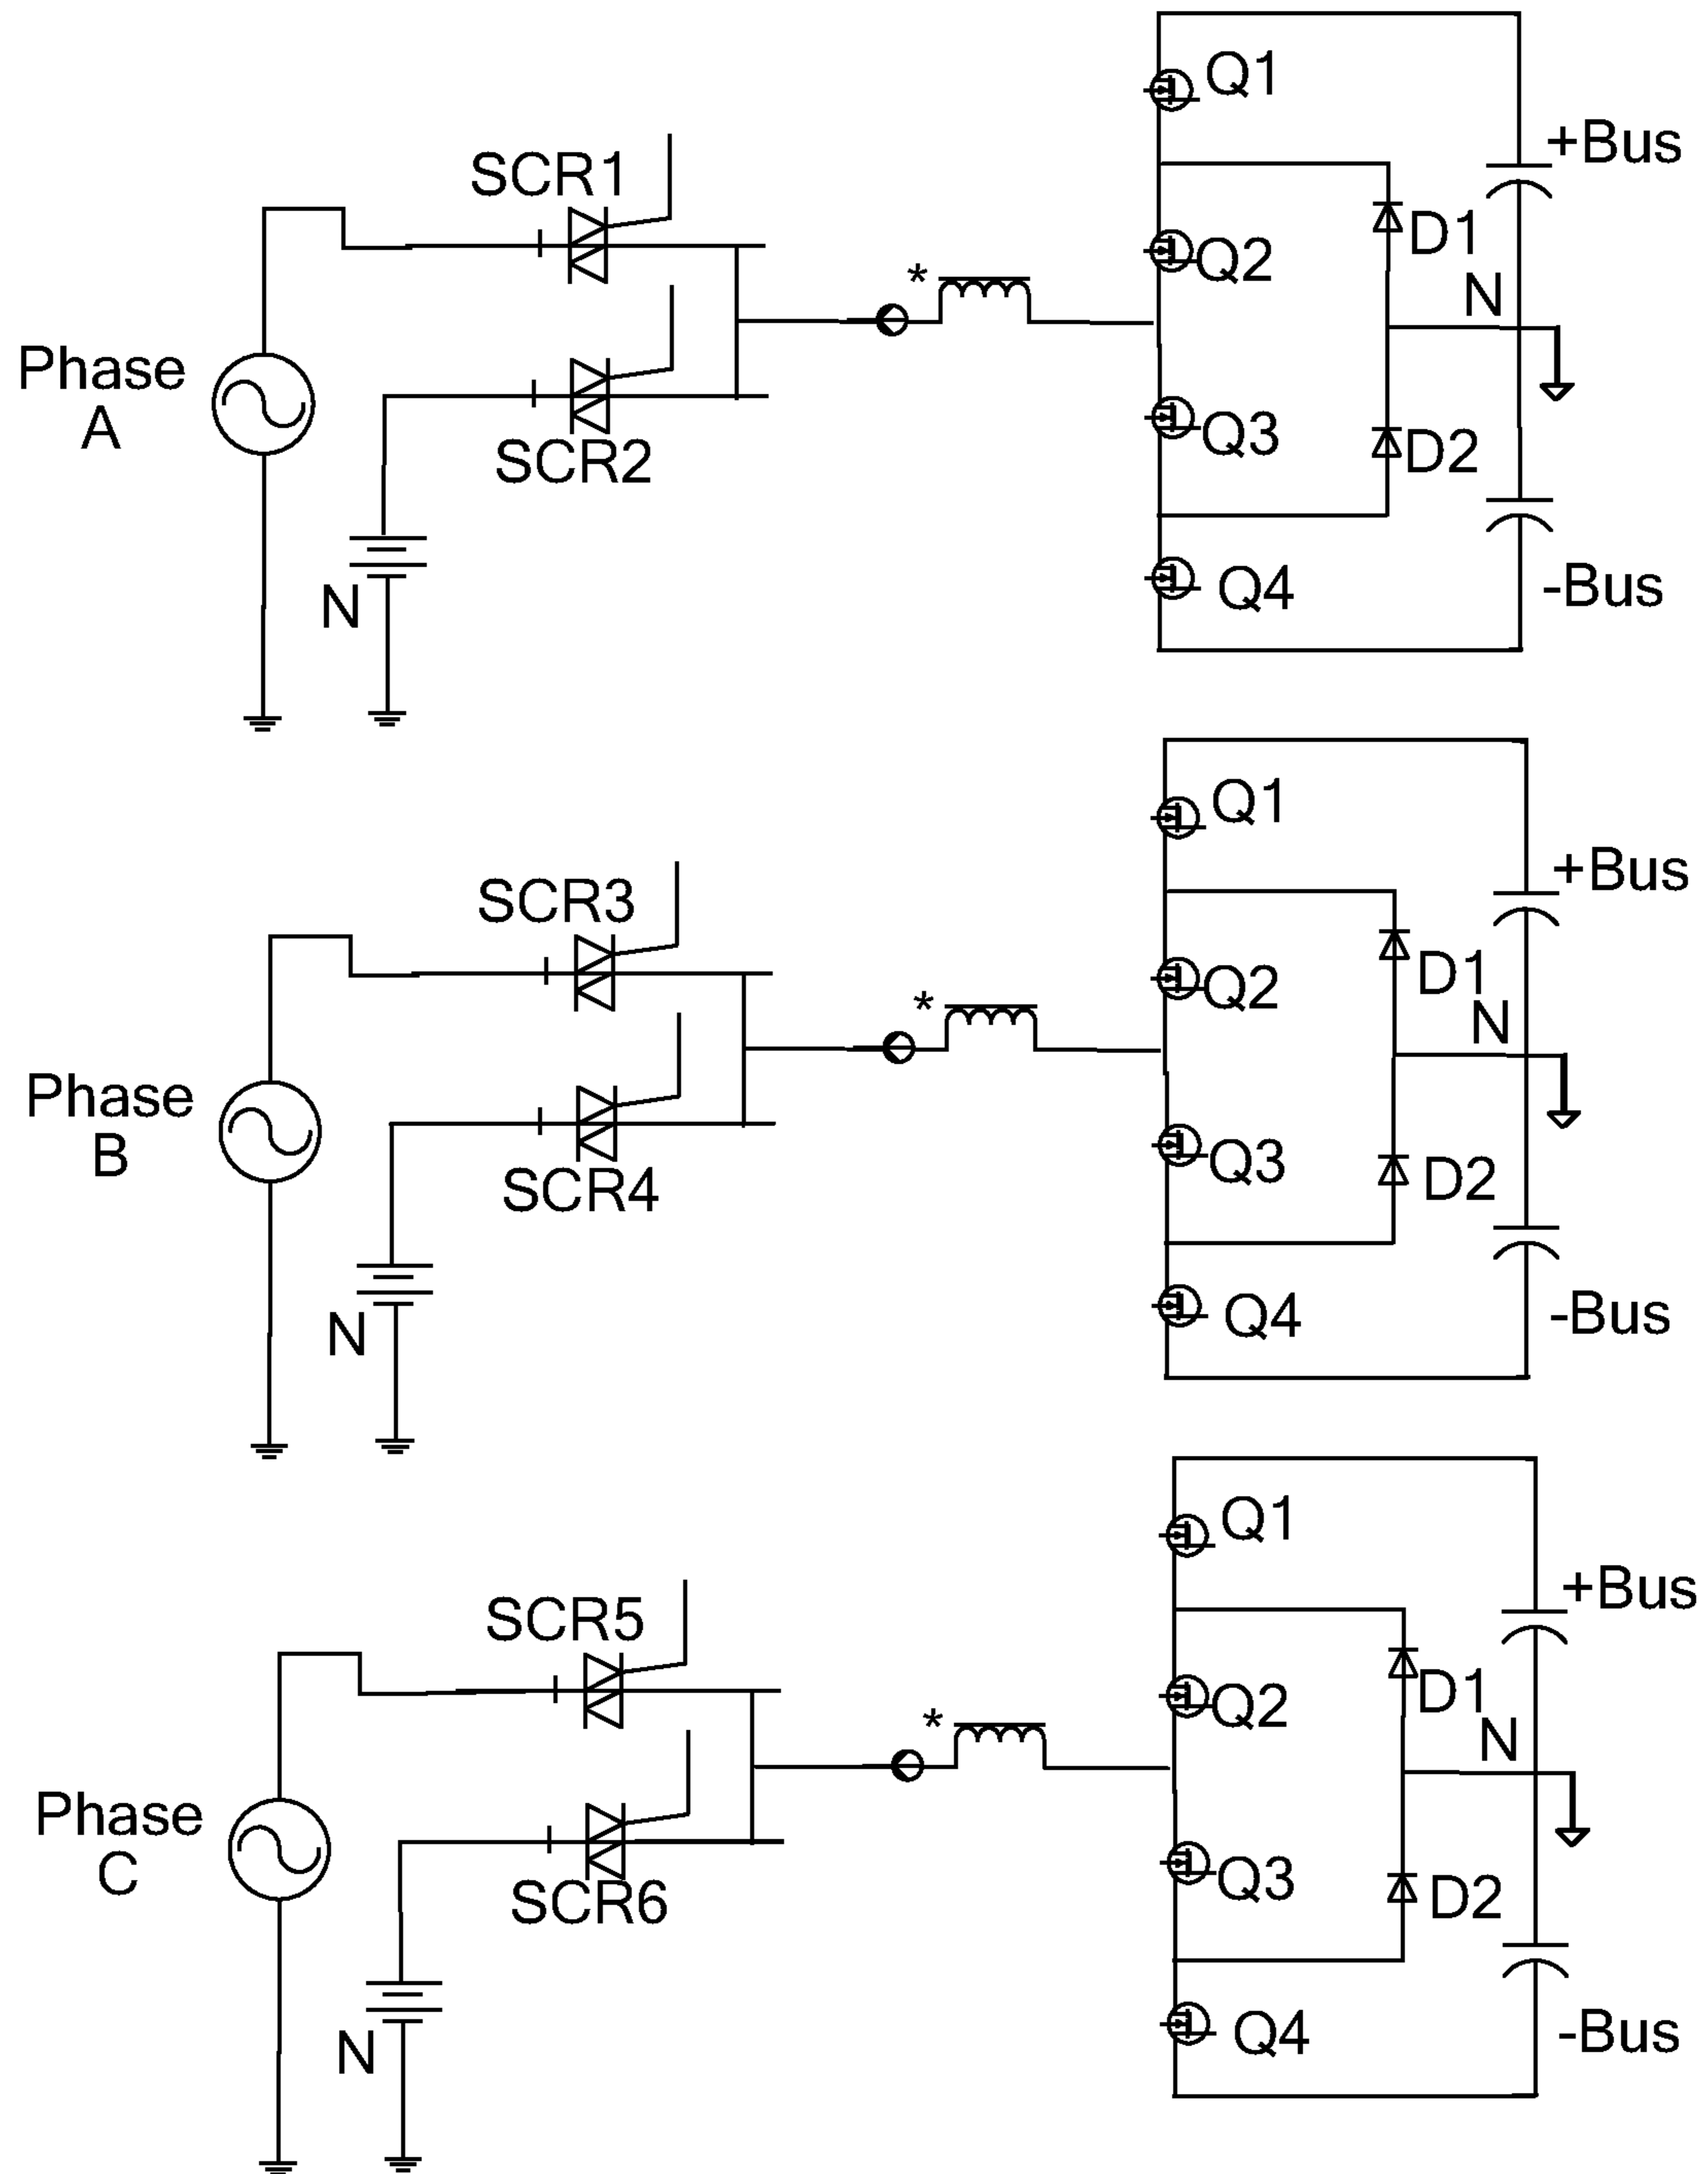 Q1
+Bus
SCR1
Q2
D1
N
*
Phase
A
Q3
D2
SCR2
N
Q4
-Bus
Q1
+Bus
SCR3
Q2
D1
N
*
Phase
B
Q3
D2
SCR4
N
Q4
-Bus
Q1
+Bus
SCR5
Q2
D1
N
*
Phase
C
Q3
D2
SCR6
N
Q4
-Bus